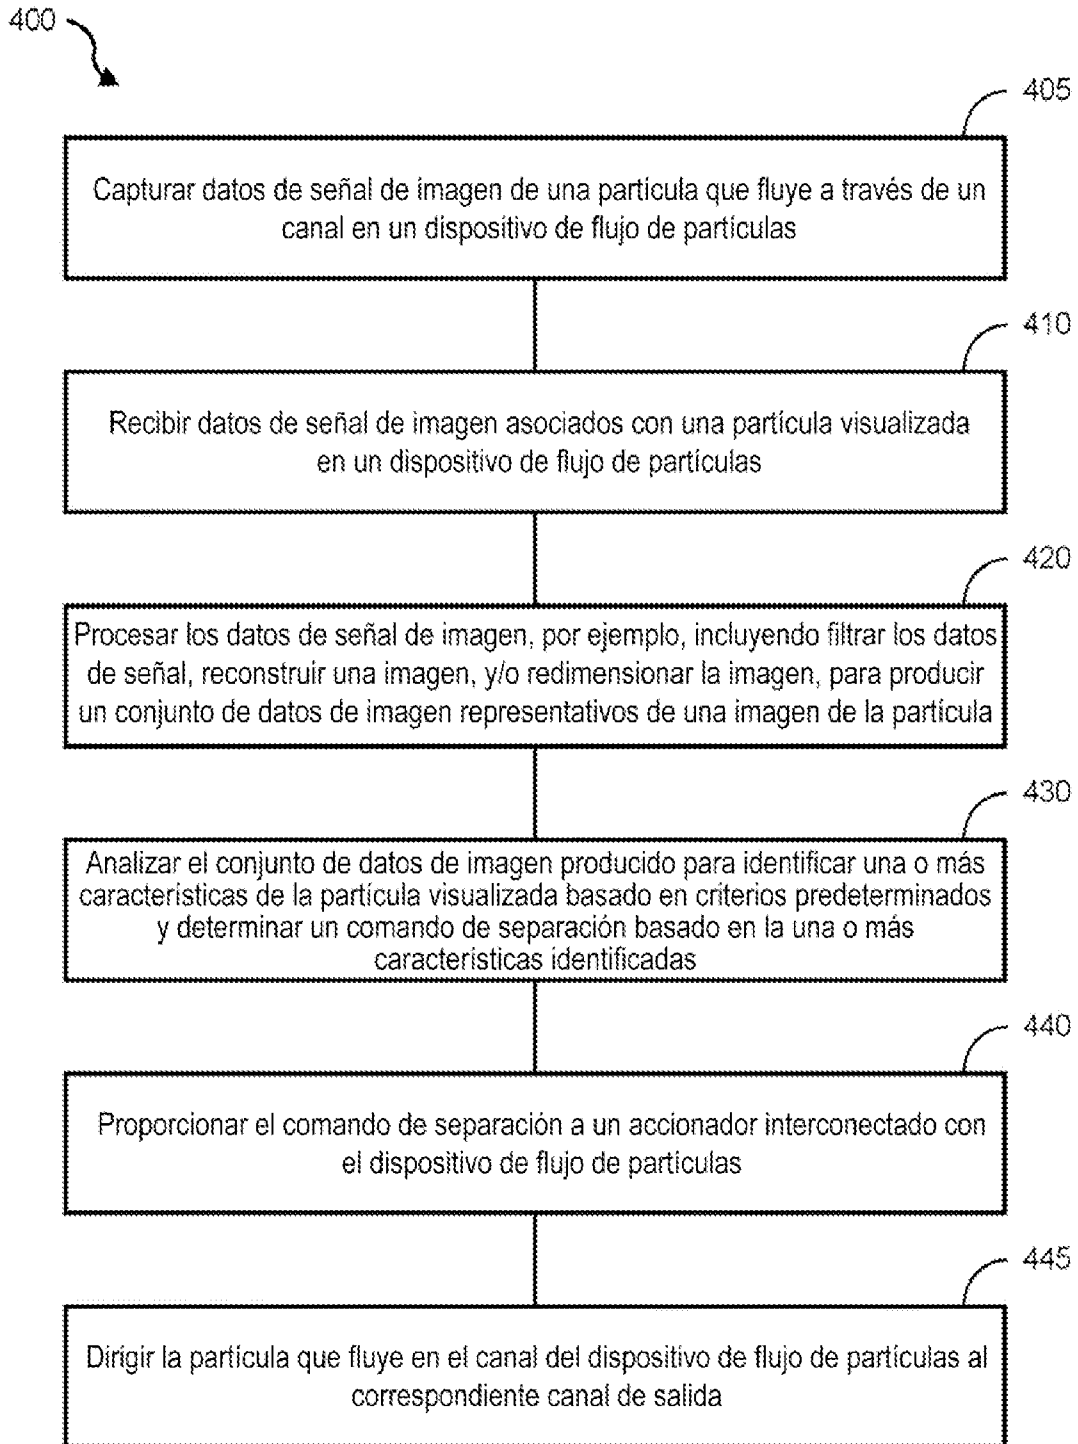 400
405
Capturar datos de señal de imagen de una partícula que fluye a través de un
canal en un dispositivo de flujo de partículas
410
Recibir datos de señal de imagen asociados con una partícula visualizada
en un dispositivo de flujo de partículas
420
Procesar los datos de señal de imagen, por ejemplo, incluyendo filtrar los datos
de señal, reconstruir una imagen, y/o redimensionar la imagen, para producir
un conjunto de datos de imagen representativos de una imagen de la partícula
430
Analizar el conjunto de datos de imagen producido para identificar una o más
características de la partícula visualizada basado en criterios predeterminados
y determinar un comando de separación basado en la una o más
características identificadas
440
Proporcionar el comando de separación a un accionador interconectado con
el dispositivo de flujo de partículas
445
Dirigir la partícula que fluye en el canal del dispositivo de flujo de partículas al
correspondiente canal de salida